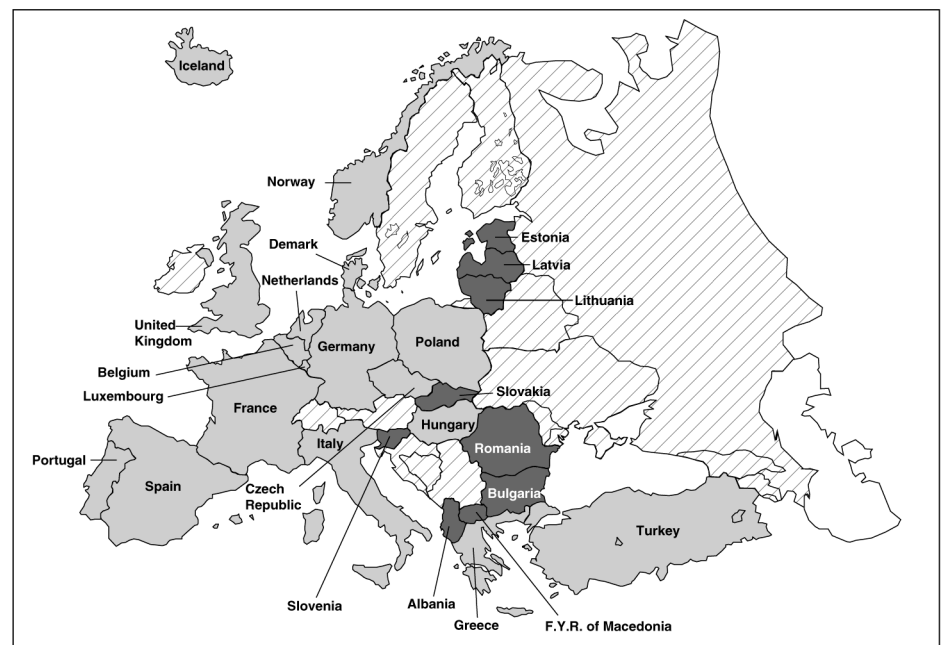 Iceland
Norway
Estonia
Demark
Latvia
Netherlands
Lithuania
United
Kingdom
Germany
Poland
Belgium
Slovakia
Luxembourg
France
Hungary
Italy
Romania
Portugal
Spain
Czech
Republic
Bulgaria
Turkey
Slovenia
Albania
Greece
F.Y.R. of Macedonia